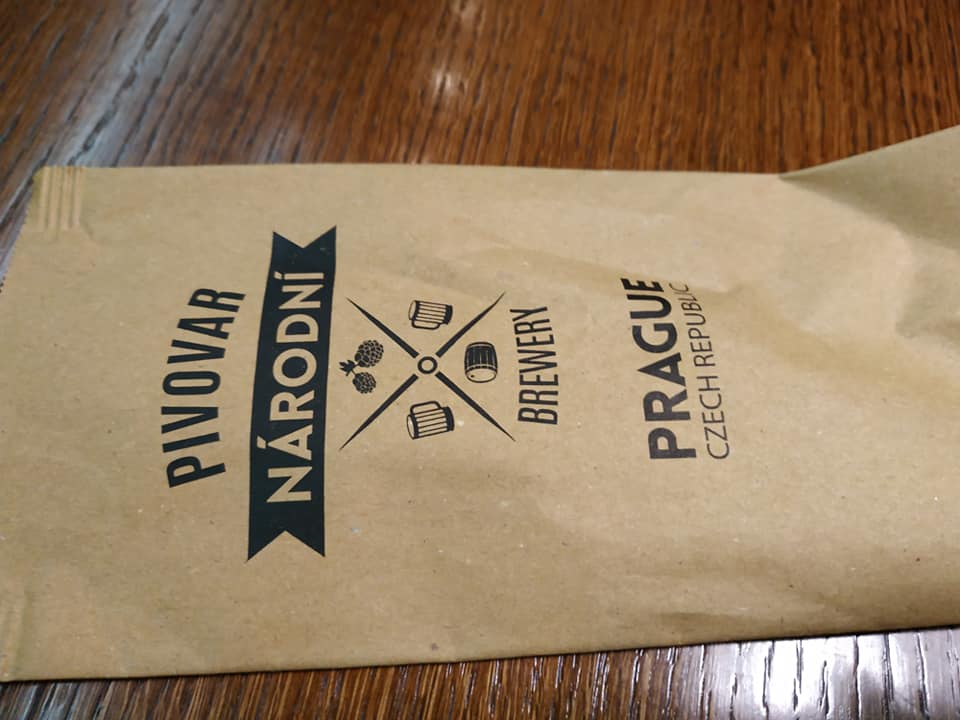 PIVOVAR
NÁRODNÍ
BREWERY
PRAGUE
CZECH REPUBLIC